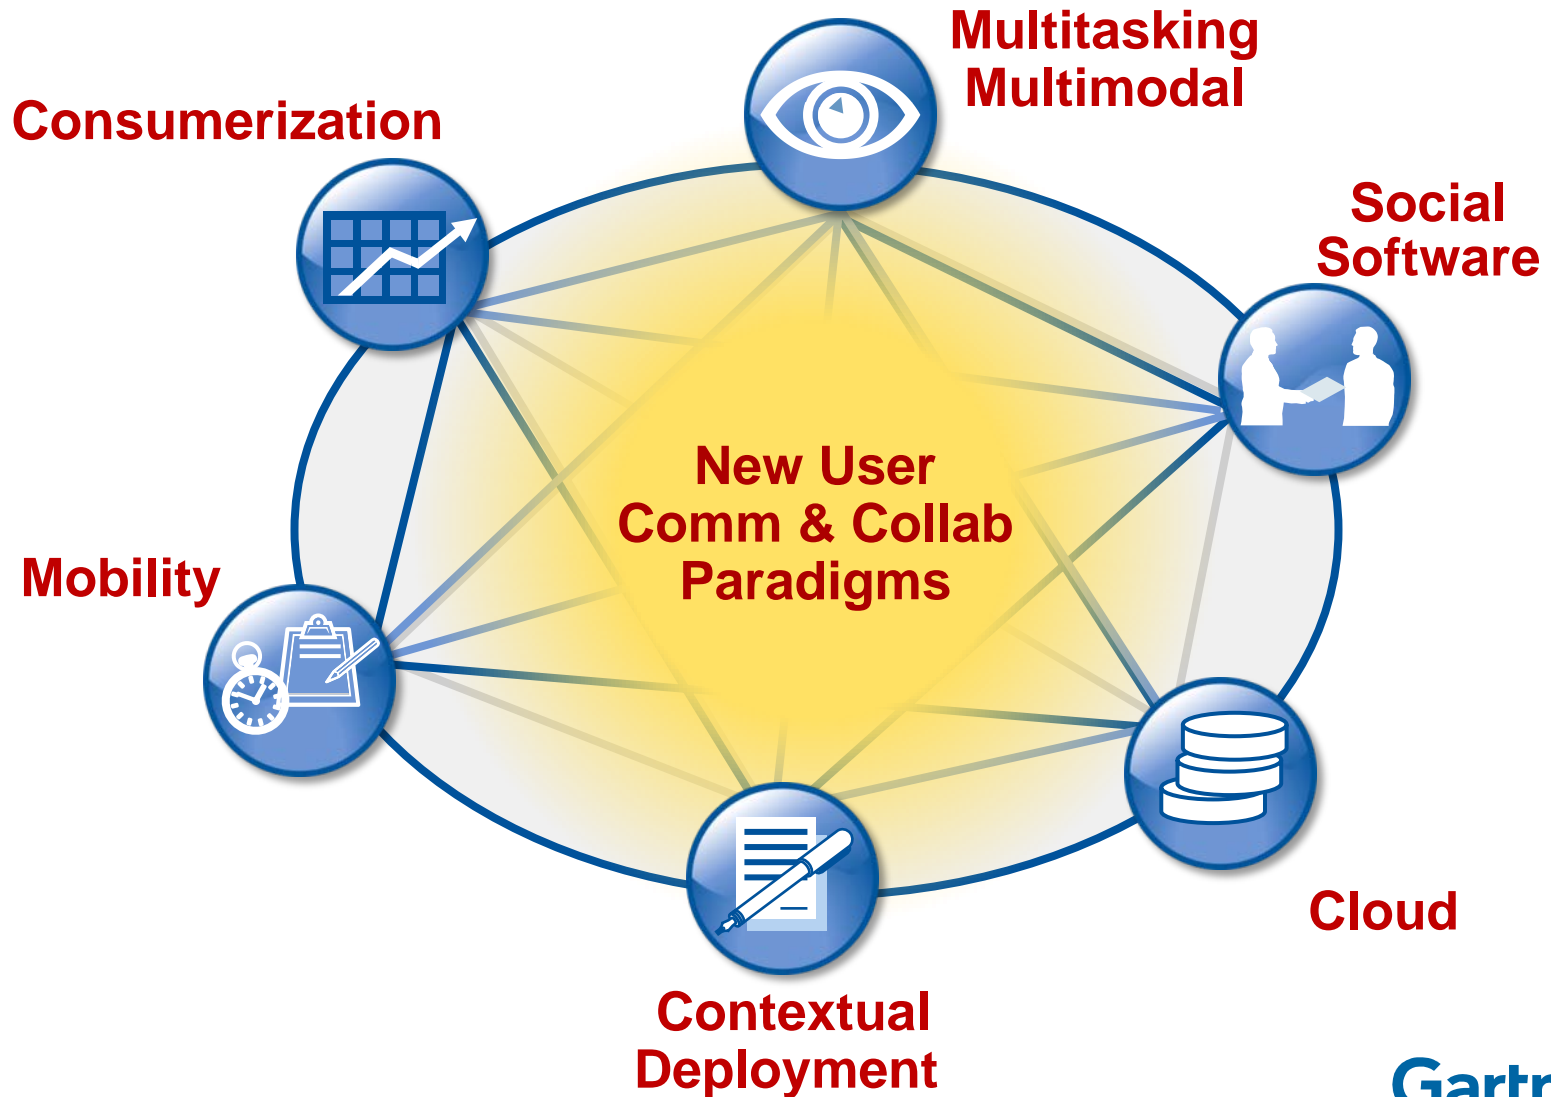 Multitasking
Multimodal
Consumerization
Social
Software
New User
Comm & Collab
Paradigms
Mobility
Cloud
Contextual
Deployment